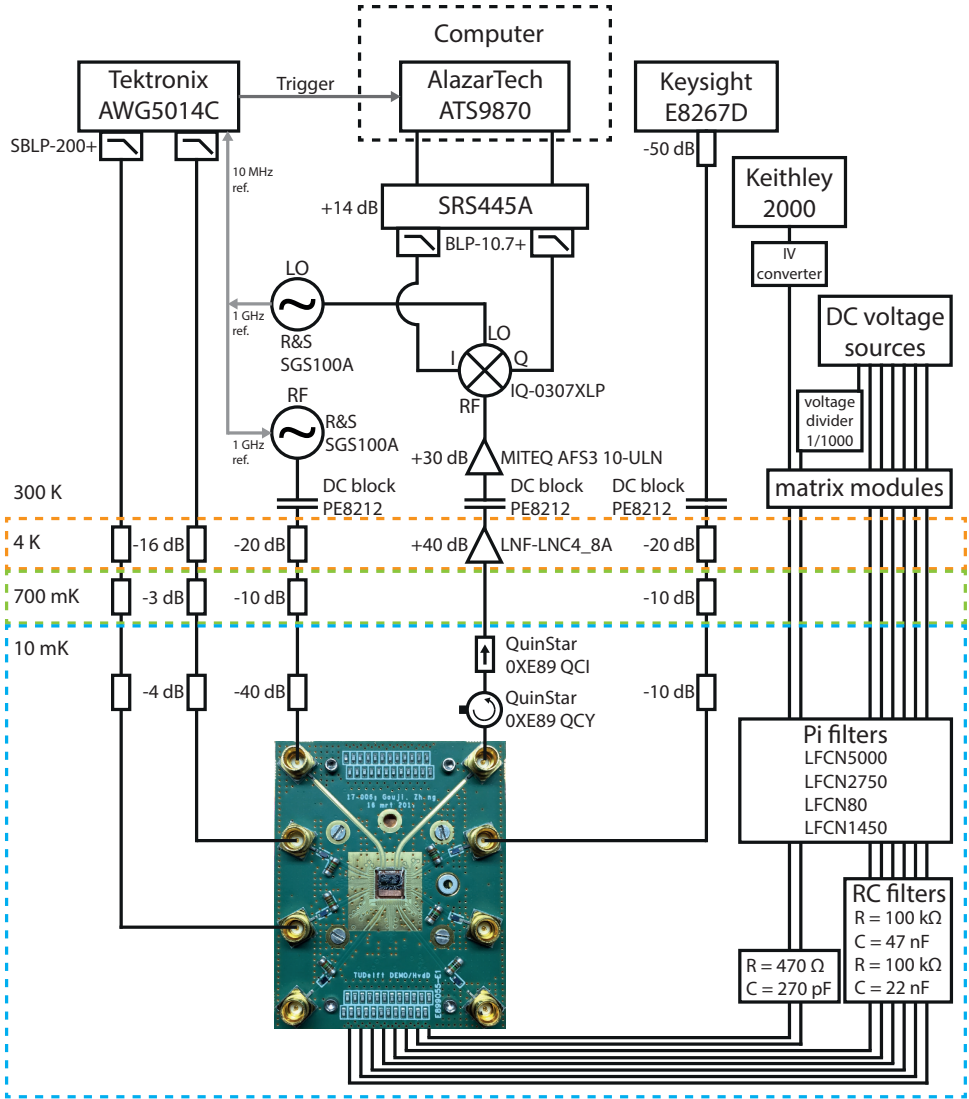 Computer
Tektronix
AWG5014C
Trigger
AlazarTech
ATS9870
Keysight
E8267D
SBLP-200+
-50 dB
10 MHz
ref.
+14 dB
SRS445A
Keithley
2000
BLP-10.7+
IV
converter
LO
1 GHz
ref.
R&S
SGS100A
LO
I
Q
RF
IQ-0307XLP
DC voltage
sources
RF
R&S
SGS100A
1 GHz
ref.
voltage
divider
1/1000
+30 dB
MITEQ AFS3 10-ULN
300 K
DC block
PE8212
DC block
PE8212
DC block
PE8212
matrix modules
4 K
-16 dB
-20 dB
+40 dB
LNF-LNC4_8A
-20 dB
700 mK
-3 dB
-10 dB
-10 dB
10 mK
QuinStar
0XE89 QCI
-4 dB
-40 dB
QuinStar
0XE89 QCY
-10 dB
Pi filters
LFCN5000
LFCN2750
LFCN80
LFCN1450
RC filters
R = 100 kΩ
C = 47 nF
R = 100 kΩ
C = 22 nF
R = 470 Ω
C = 270 pF
TUDelft DEMO/HvdD
E899055-E1